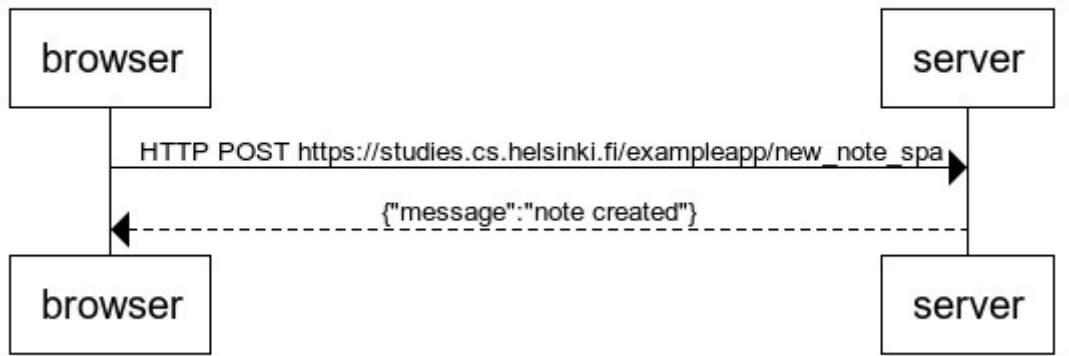 browser
server
HTTP POST https://studies.cs.helsinki.fi/exampleapp/new_note_spa
{"message":"note created"}
browser
server